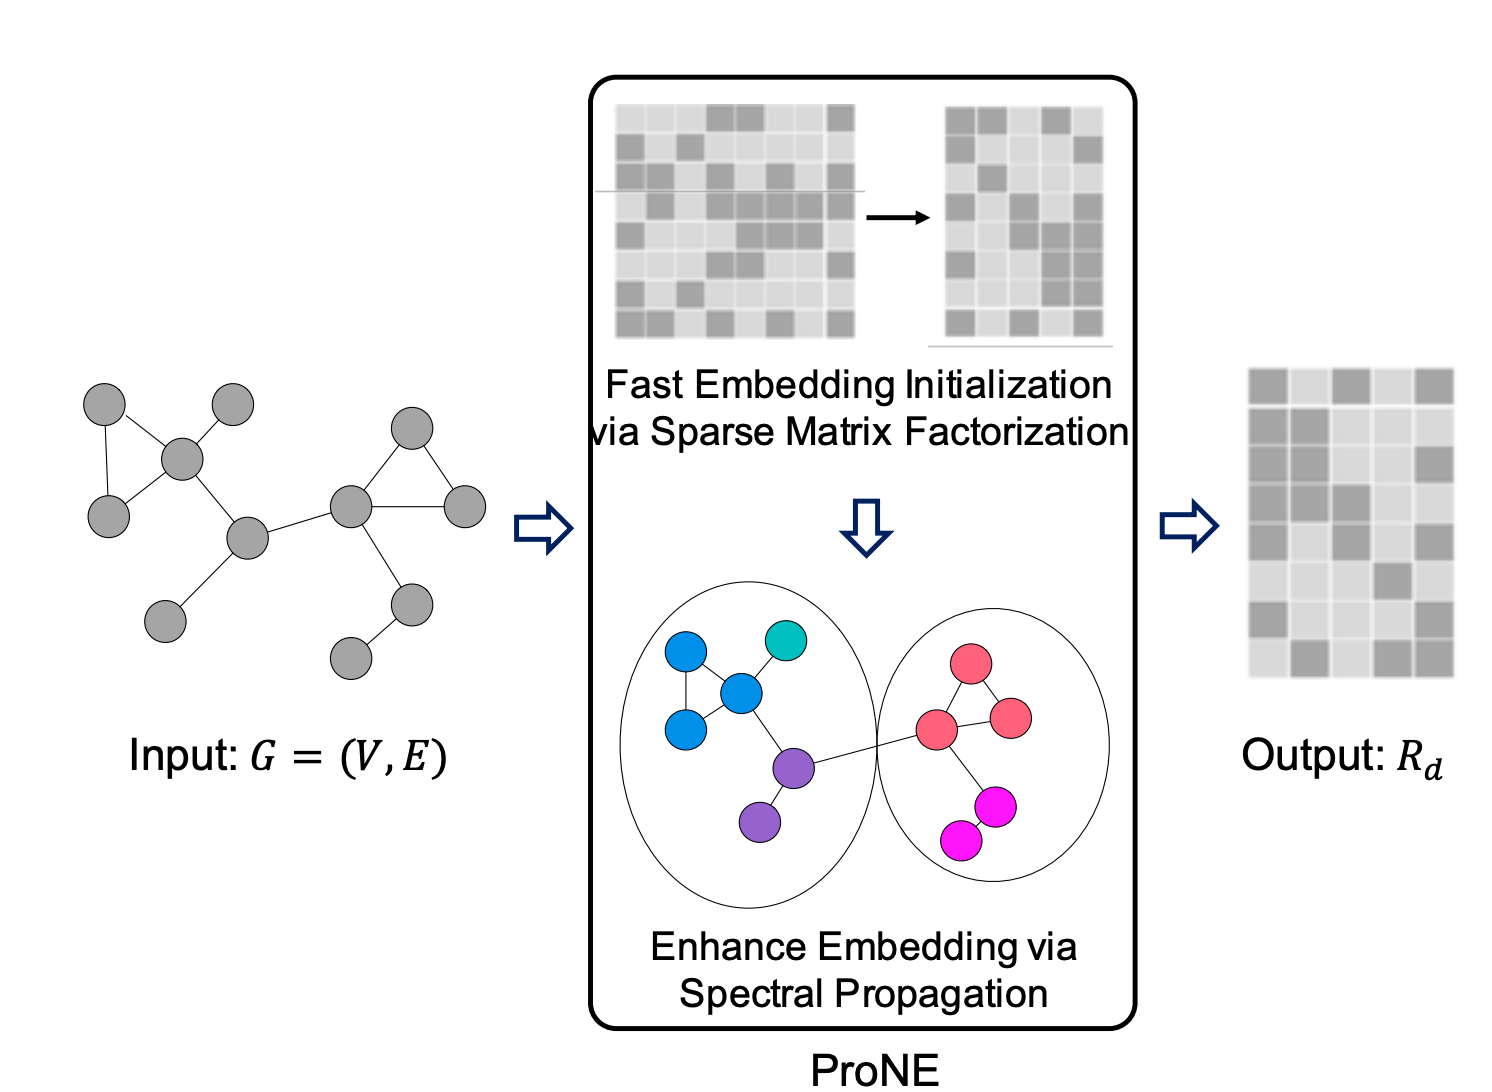 Fast Embedding Initialization
via Sparse Matrix Factorization
Input: G = (V, E)
Output: R_d
Enhance Embedding via
Spectral Propagation
ProNE